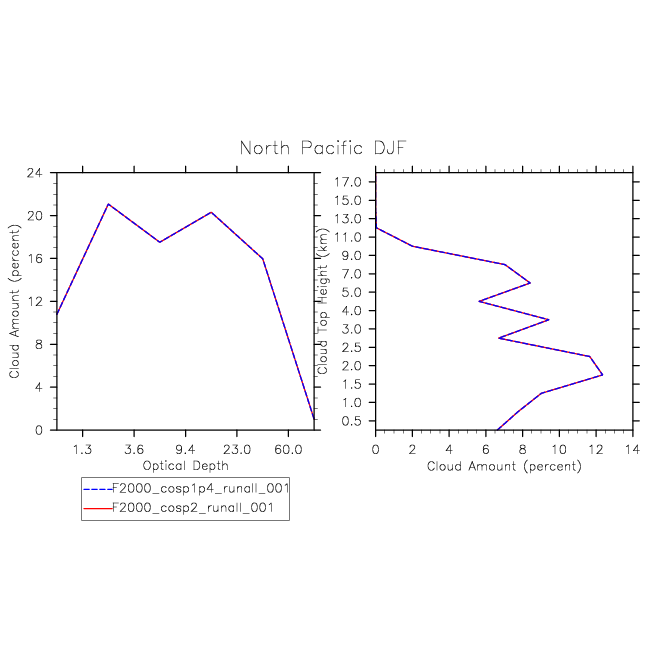 North Pacific DJF
Cloud Amount (percent)
24
20
16
12
8
4
0
1.3 3.6 9.4 23.0 60.0
Optical Depth
Cloud Top Height (km)
17.0
15.0
13.0
11.0
9.0
7.0
5.0
4.0
3.0
2.5
2.0
1.5
1.0
0.5
0 2 4 6 8 10 12 14
Cloud Amount (percent)
F2000_cosp1p4_runall_001
F2000_cosp2_runall_001